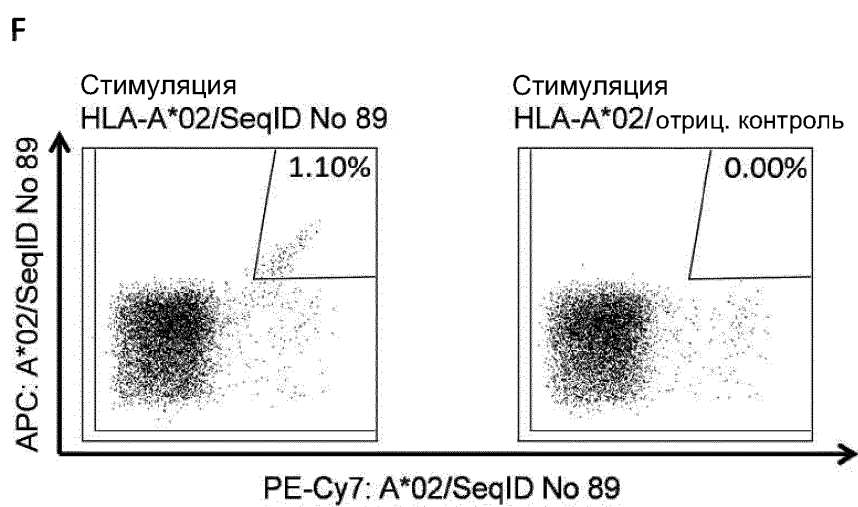 F
Стимуляция
HLA-A*02/SeqID No 89
Стимуляция
HLA-A*02/отриц. контроль
1.10%
0.00%
APC: A*02/SeqID No 89
PE-Cy7: A*02/SeqID No 89